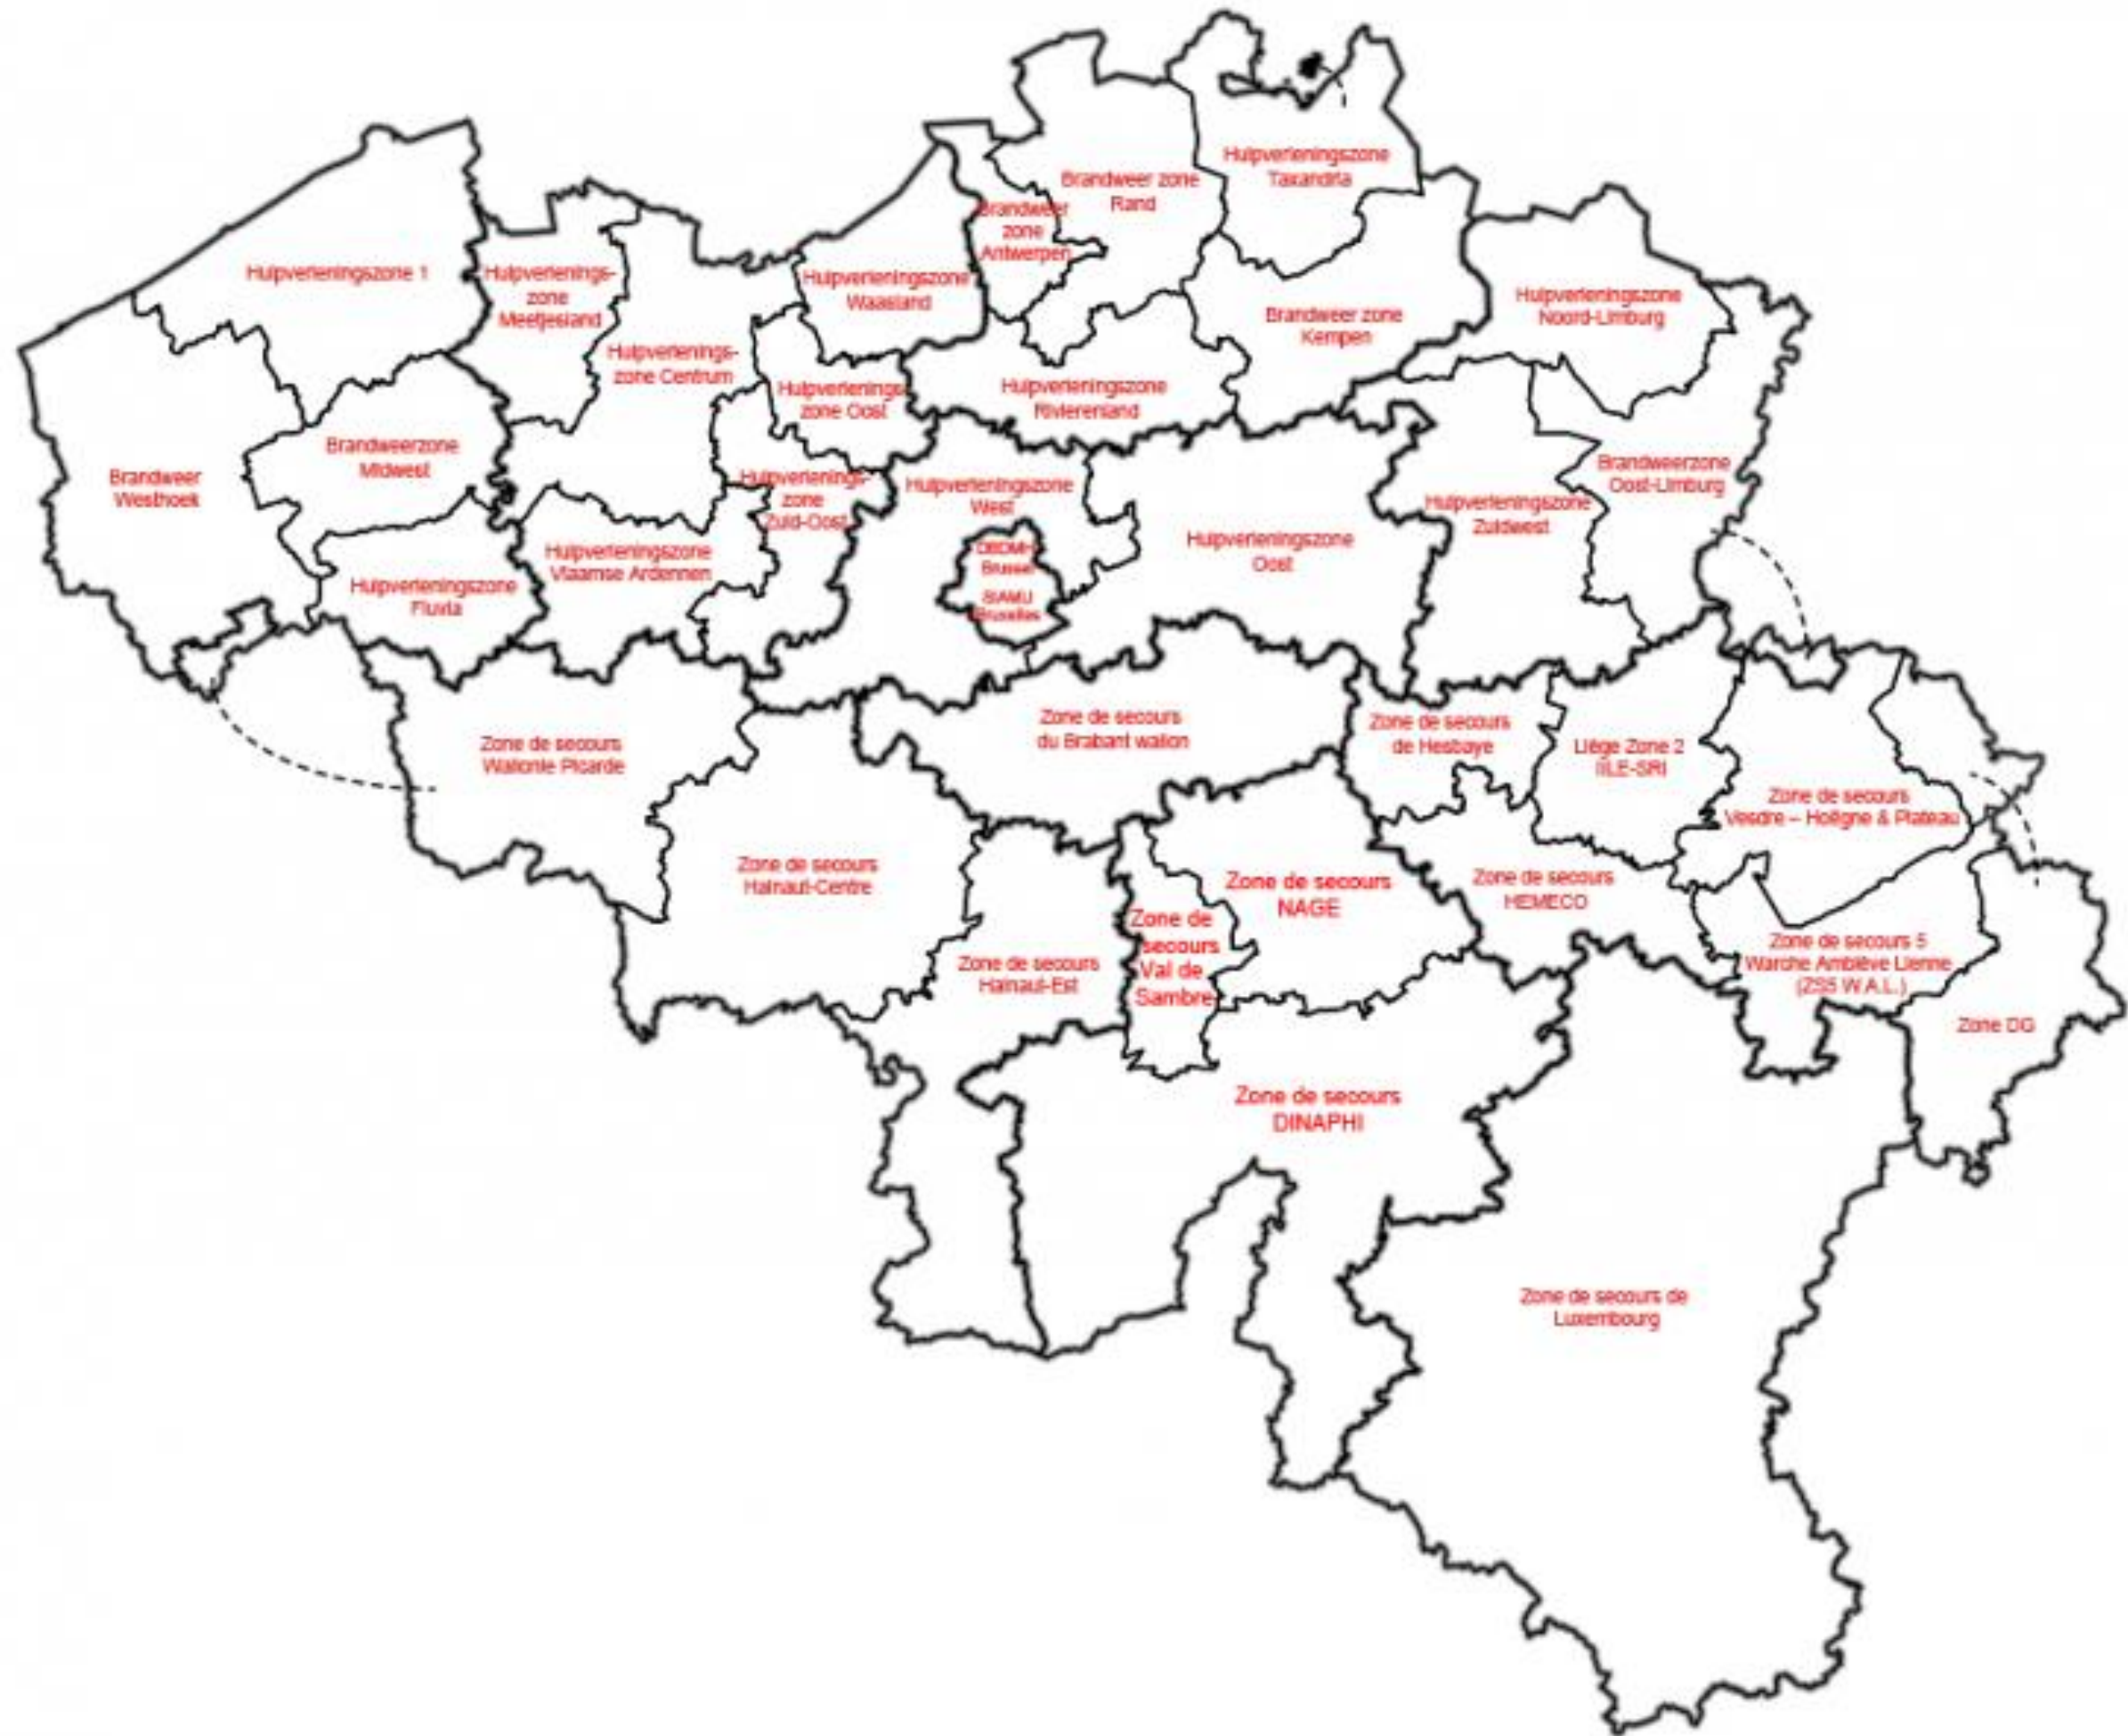 Hulpverleningszone
Taxandria
Brandweer zone
Rand
Brandweer
zone
Antwerpen
Hulpverleningszone 1
Hulpverlenings-
zone
Meetjesland
Hulpverleningszone
Waasland
Hulpverleningszone
Noord-Limburg
Brandweer zone
Kempen
Hulpverlenings-
zone Centrum
Hulpverlenings
zone Oost
Hulpverleningszone
Rivierenland
Brandweerzone
Midwest
Brandweer
Westhoek
Hulpverlenings-
zone
Zuid-Oost
Hulpverleningszone
West
Brandweerzone
Oost-Limburg
Hulpverleningszone
Zuidwest
Hulpverleningszone
Oost
Hulpverleningszone
Vlaamse Ardennen
DBDMH
Brussel
SIAMU
Bruxelles
Hulpverleningszone
Fluvia
Zone de secours
Wallonie Picarde
Zone de secours
du Brabant wallon
Zone de secours
de Hesbaye
Liège Zone 2
IILE-SRI
Zone de secours
Vesdre – Hoëgne & Plateau
Zone de secours
Hainaut-Centre
Zone de secours
NAGE
Zone de secours
HEMECO
Zone de
secours
Val de
Sambre
Zone de secours
Hainaut-Est
Zone de secours 5
Warche Amblève Lienne
(ZS5 W.A.L.)
Zone DG
Zone de secours
DINAPHI
Zone de secours de
Luxembourg